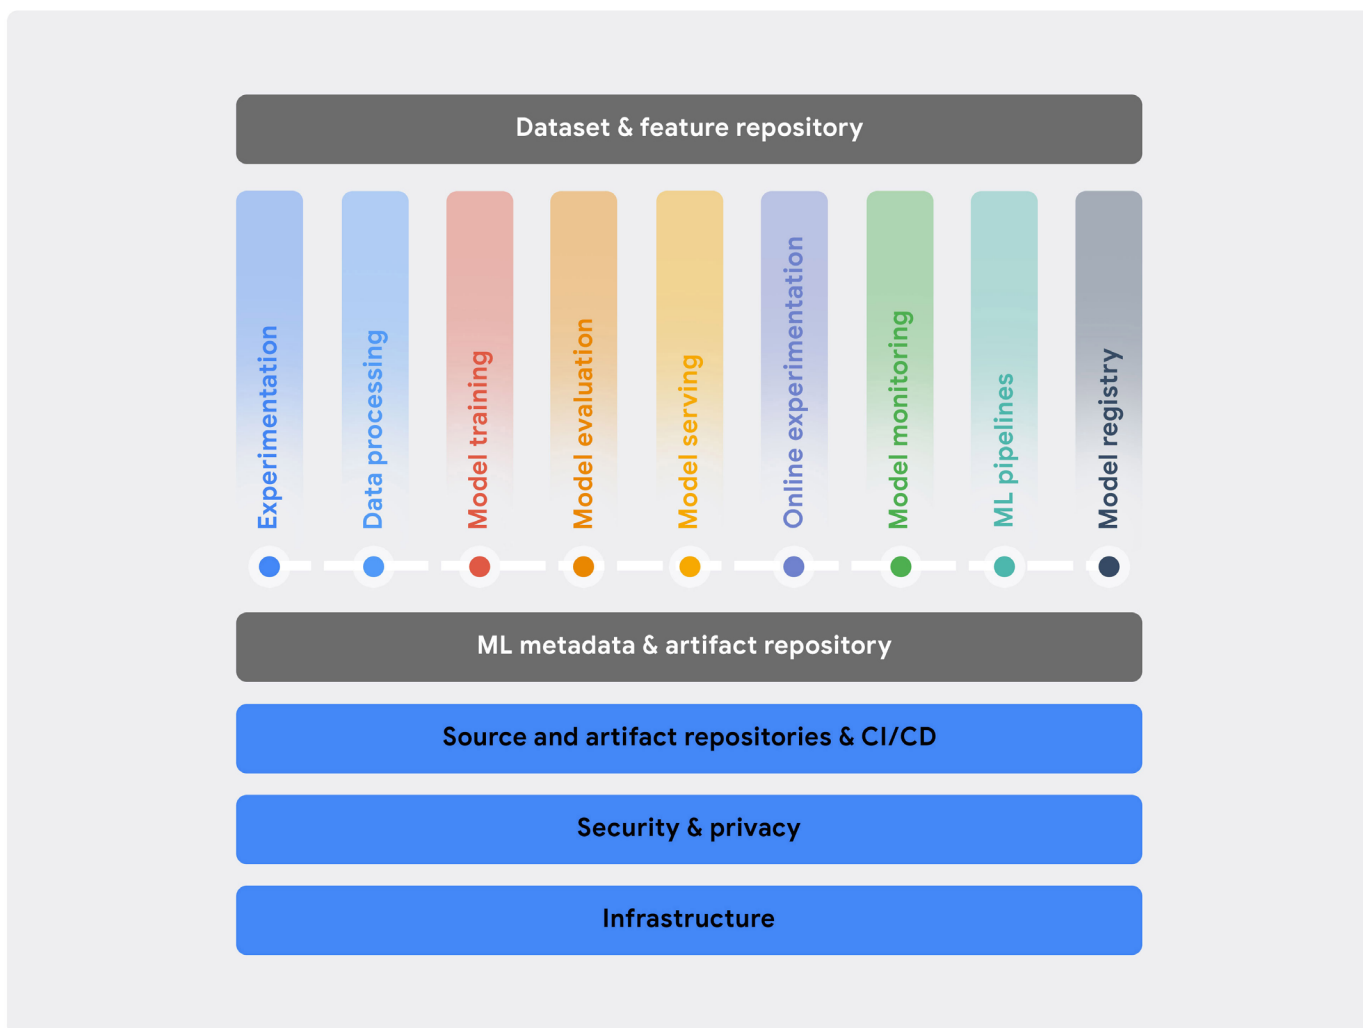 Dataset & feature repository
Experimentation
Data processing
Model training
Model evaluation
Model serving
Online experimentation
Model monitoring
ML pipelines
Model registry
ML metadata & artifact repository
Source and artifact repositories & CI/CD
Security & privacy
Infrastructure